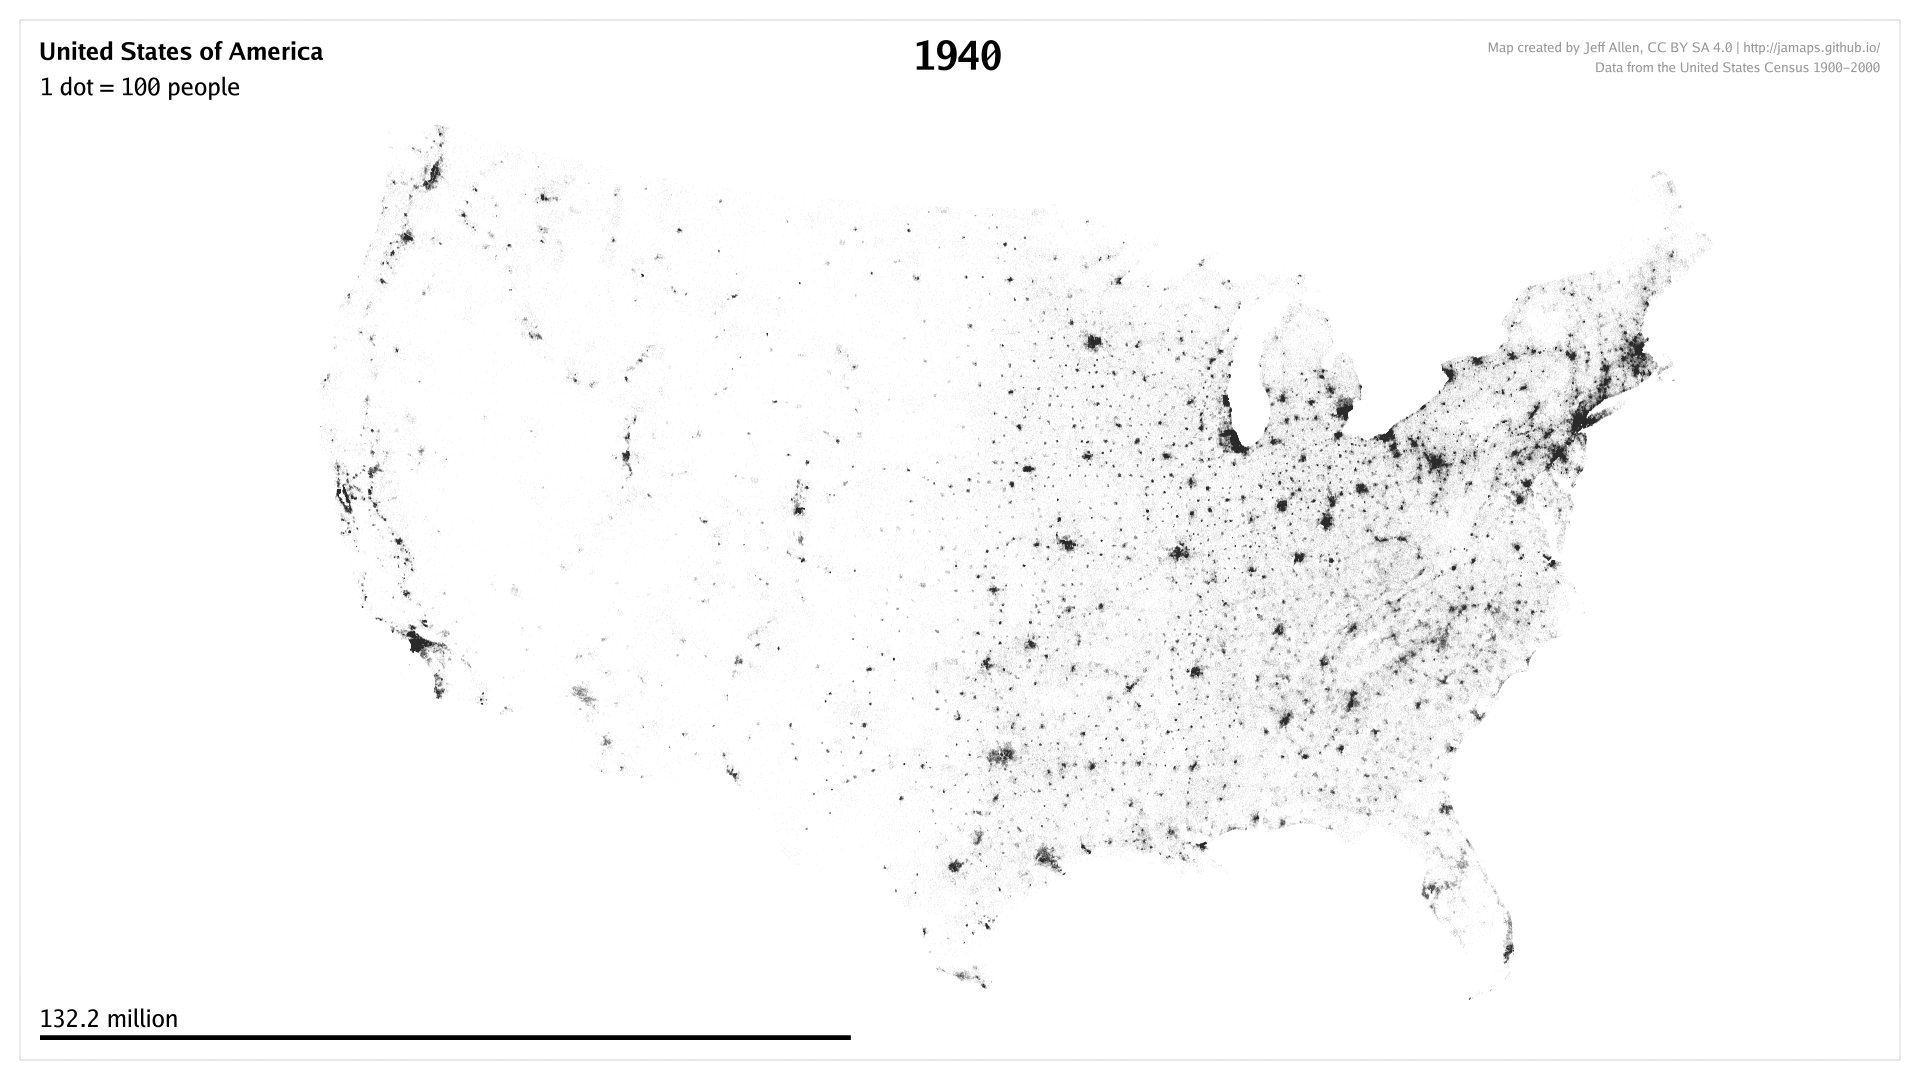 United States of America
1 dot = 100 people
1940
Map created by Jeff Allen, CC BY SA 4.0 | http://jamaps.github.io/
Data from the United States Census 1900-2000
132.2 million